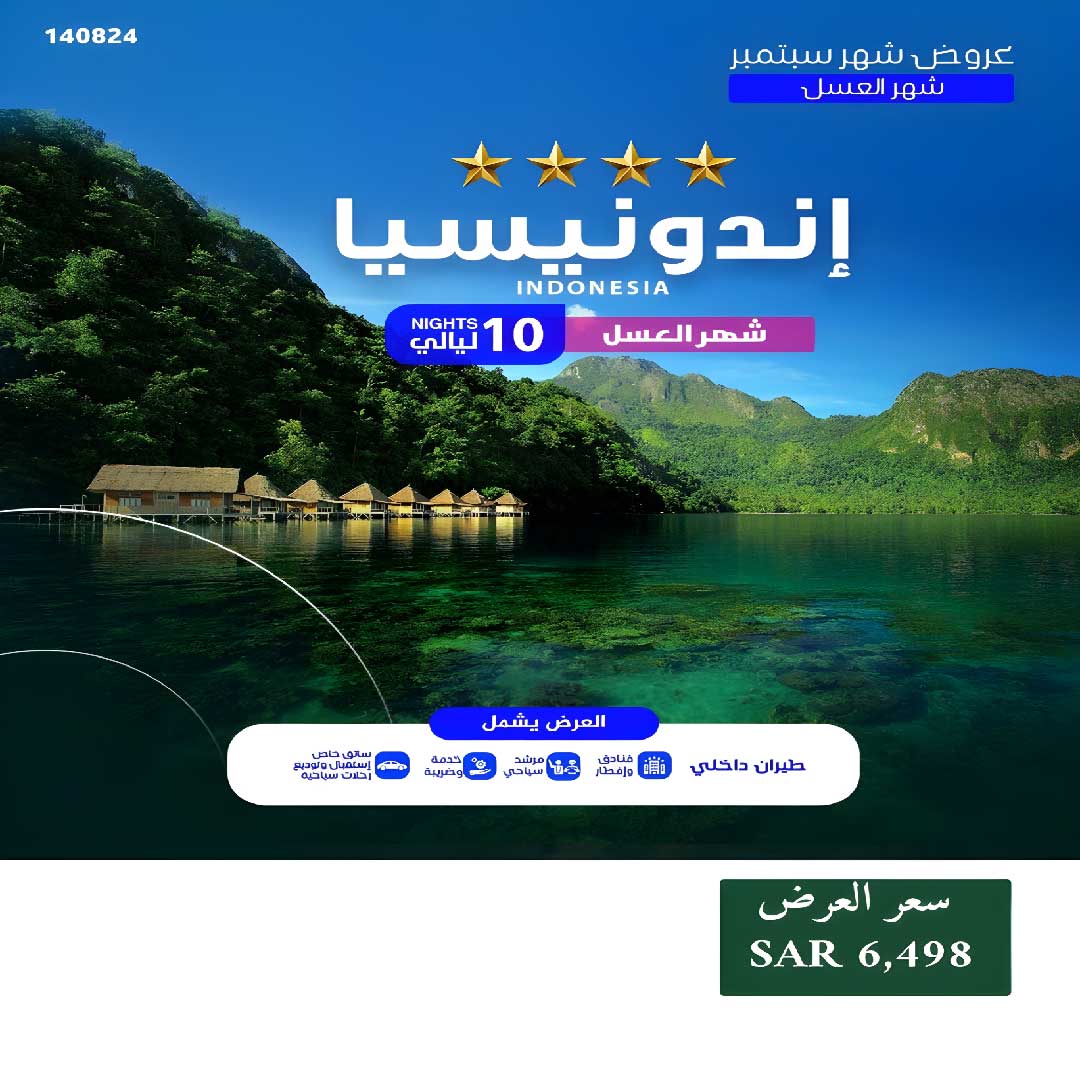 140824
عروض شهر سبتمبر
شهر العسل
إندونيسيا
INDONESIA
شهر العسل
10 NIGHTS
ليالي
العرض يشمل
طيران داخلي
فنادق
وإفطار
مرشد
سياحي
خدمة
وضريبة
سائق خاص
إستقبال وتوديع
رحلات سياحية
سعر العرض
SAR 6,498